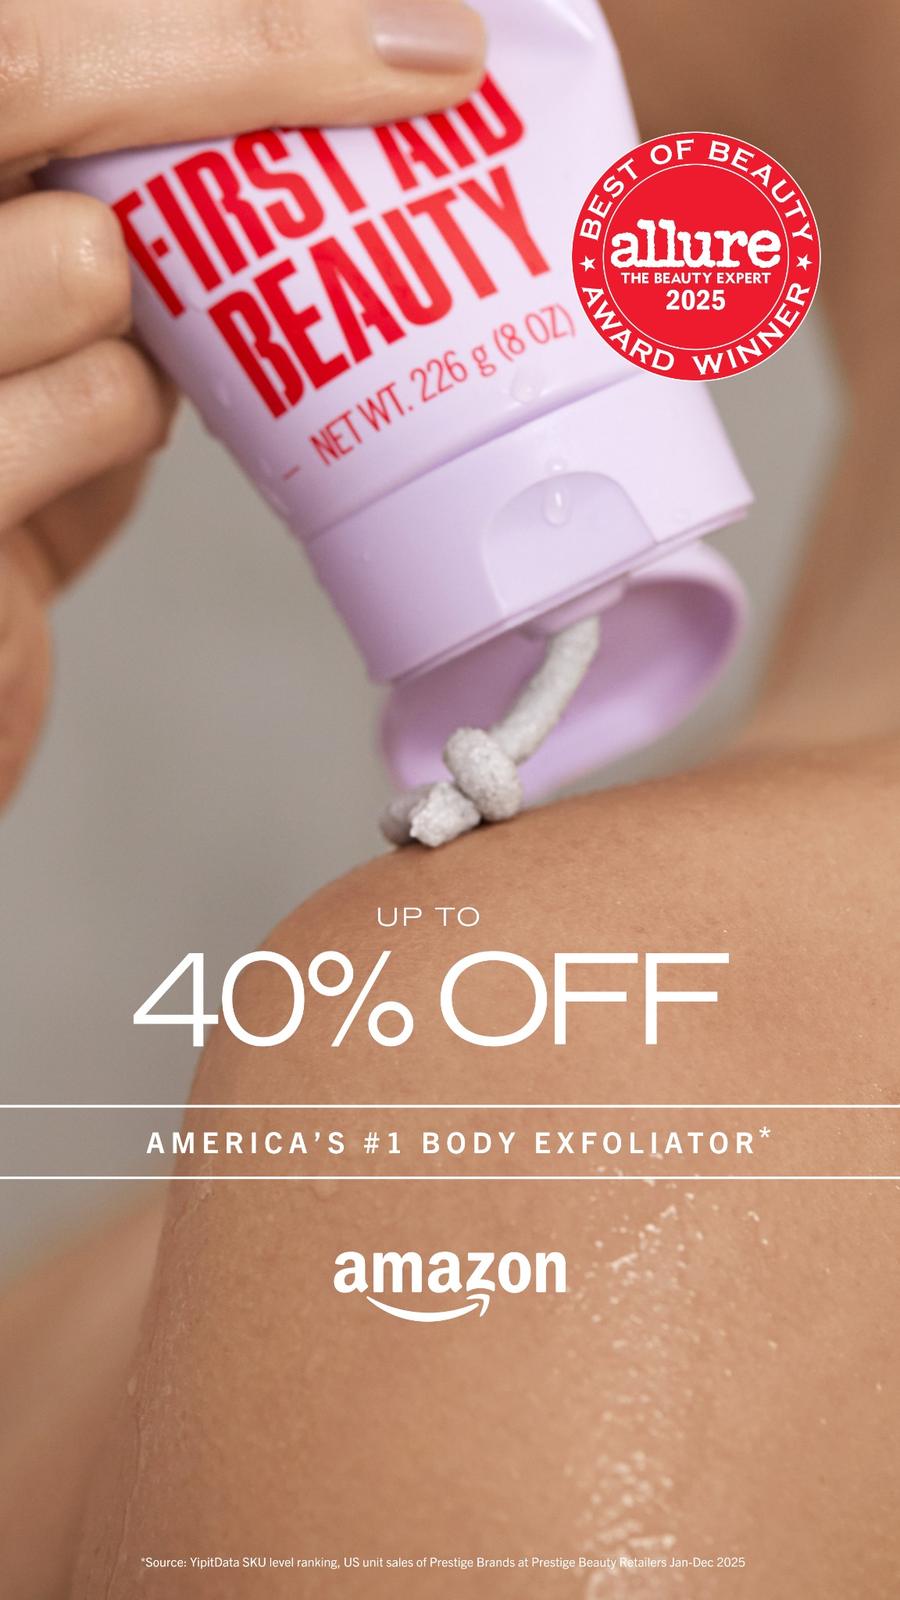 FIRST AID
BEAUTY
NET WT. 226 g (8 OZ)
BEST OF BEAUTY
allure
THE BEAUTY EXPERT
2025
AWARD WINNER
UP TO
40% OFF
AMERICA'S #1 BODY EXFOLIATOR*
amazon
*Source: YipitData SKU level ranking, US unit sales of Prestige Brands at Prestige Beauty Retailers Jan-Dec 2025